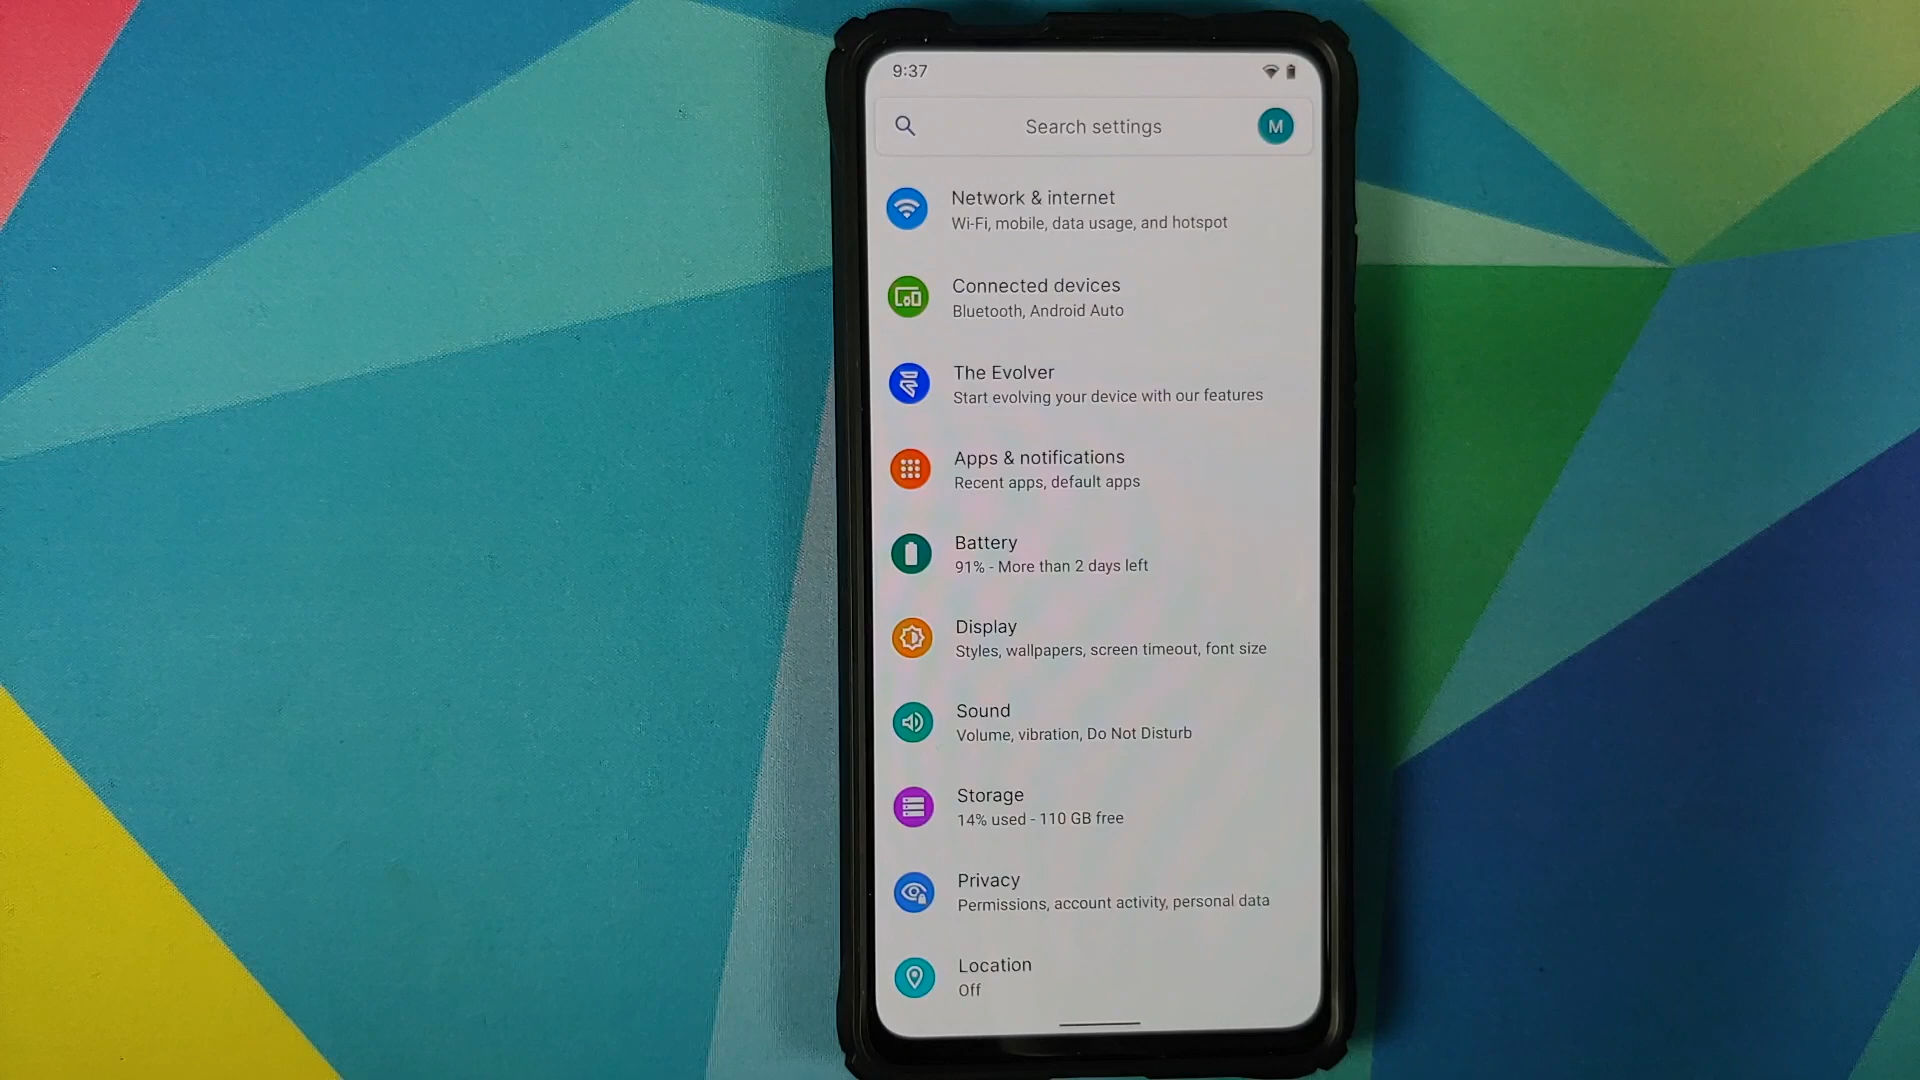 9:37
Search settings
M
Network & internet
Wi-Fi, mobile, data usage, and hotspot
Connected devices
Bluetooth, Android Auto
The Evolver
Start evolving your device with our features
Apps & notifications
Recent apps, default apps
Battery
91% - More than 2 days left
Display
Styles, wallpapers, screen timeout, font size
Sound
Volume, vibration, Do Not Disturb
Storage
14% used - 110 GB free
Privacy
Permissions, account activity, personal data
Location
Off